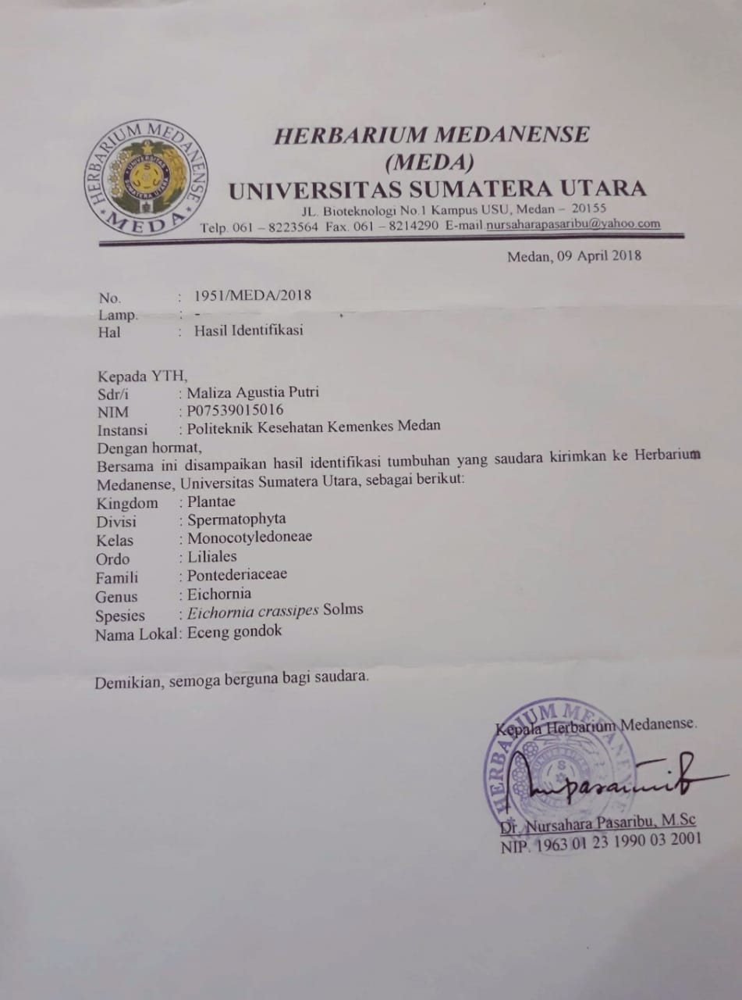 HERBARIUM MEDANENSE
MEDA
UNIVERSITAS
SUMATERA UTARA
HERBARIUM MEDANENSE
(MEDA)
UNIVERSITAS SUMATERA UTARA
JL. Bioteknologi No.1 Kampus USU, Medan – 20155
Telp. 061 – 8223564 Fax. 061 – 8214290 E-mail.nursaharapasaribu@yahoo.com
Medan, 09 April 2018
No. : 1951/MEDA/2018
Lamp. : -
Hal : Hasil Identifikasi
Kepada YTH,
Sdr/i : Maliza Agustia Putri
NIM : P07539015016
Instansi : Politeknik Kesehatan Kemenkes Medan
Dengan hormat,
Bersama ini disampaikan hasil identifikasi tumbuhan yang saudara kirimkan ke Herbarium
Medanense, Universitas Sumatera Utara, sebagai berikut:
Kingdom : Plantae
Divisi : Spermatophyta
Kelas : Monocotyledoneae
Ordo : Liliales
Famili : Pontederiaceae
Genus : Eichornia
Spesies : Eichornia crassipes Solms
Nama Lokal : Eceng gondok
Demikian, semoga berguna bagi saudara.
Kepala Herbarium Medanense.
HERBARIUM MEDANENSE
Dr. Nursahara Pasaribu, M.Sc
NIP. 1963 01 23 1990 03 2001